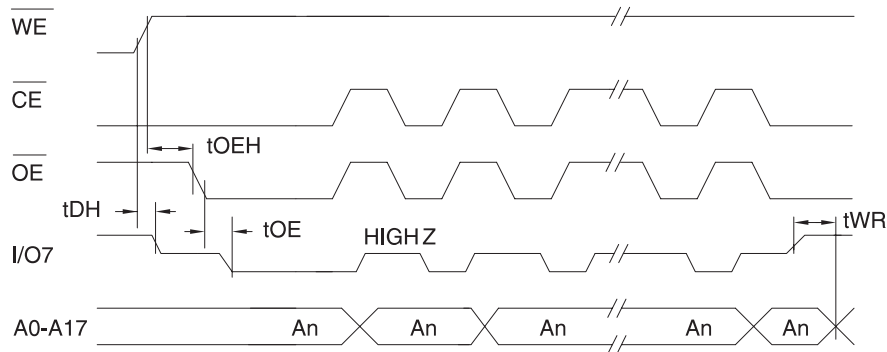 WE
CE
tOEH
OE
tDH
tOE
HIGH Z
tWR
I/O7
A0-A17 An An An An An